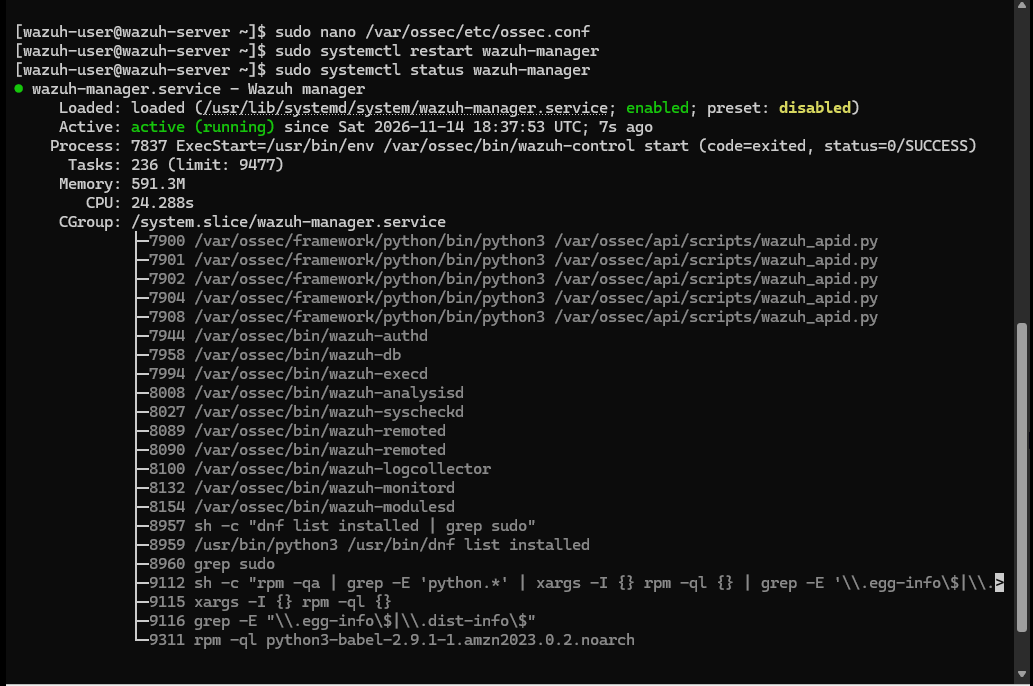 [wazuh-user@wazuh-server ~]$ sudo nano /var/ossec/etc/ossec.conf
[wazuh-user@wazuh-server ~]$ sudo systemctl restart wazuh-manager
[wazuh-user@wazuh-server ~]$ sudo systemctl status wazuh-manager
● wazuh-manager.service - Wazuh manager
     Loaded: loaded (/usr/lib/systemd/system/wazuh-manager.service; enabled; preset: disabled)
     Active: active (running) since Sat 2026-11-14 18:37:53 UTC; 7s ago
    Process: 7837 ExecStart=/usr/bin/env /var/ossec/bin/wazuh-control start (code=exited, status=0/SUCCESS)
      Tasks: 236 (limit: 9477)
     Memory: 591.3M
        CPU: 24.288s
     CGroup: /system.slice/wazuh-manager.service
             ├─7900 /var/ossec/framework/python/bin/python3 /var/ossec/api/scripts/wazuh_apid.py
             ├─7901 /var/ossec/framework/python/bin/python3 /var/ossec/api/scripts/wazuh_apid.py
             ├─7902 /var/ossec/framework/python/bin/python3 /var/ossec/api/scripts/wazuh_apid.py
             ├─7904 /var/ossec/framework/python/bin/python3 /var/ossec/api/scripts/wazuh_apid.py
             ├─7908 /var/ossec/framework/python/bin/python3 /var/ossec/api/scripts/wazuh_apid.py
             ├─7944 /var/ossec/bin/wazuh-authd
             ├─7958 /var/ossec/bin/wazuh-db
             ├─7994 /var/ossec/bin/wazuh-execd
             ├─8008 /var/ossec/bin/wazuh-analysisd
             ├─8027 /var/ossec/bin/wazuh-syscheckd
             ├─8089 /var/ossec/bin/wazuh-remoted
             ├─8090 /var/ossec/bin/wazuh-remoted
             ├─8100 /var/ossec/bin/wazuh-logcollector
             ├─8132 /var/ossec/bin/wazuh-monitord
             ├─8154 /var/ossec/bin/wazuh-modulesd
             ├─8957 sh -c "dnf list installed | grep sudo"
             ├─8959 /usr/bin/python3 /usr/bin/dnf list installed
             ├─8960 grep sudo
             ├─9112 sh -c "rpm -qa | grep -E 'python.*' | xargs -I {} rpm -ql {} | grep -E '\\.egg-info\$|\\.>
             ├─9115 xargs -I {} rpm -ql {}
             ├─9116 grep -E "\\.egg-info\$|\\.dist-info\$"
             └─9311 rpm -ql python3-babel-2.9.1-1.amzn2023.0.2.noarch